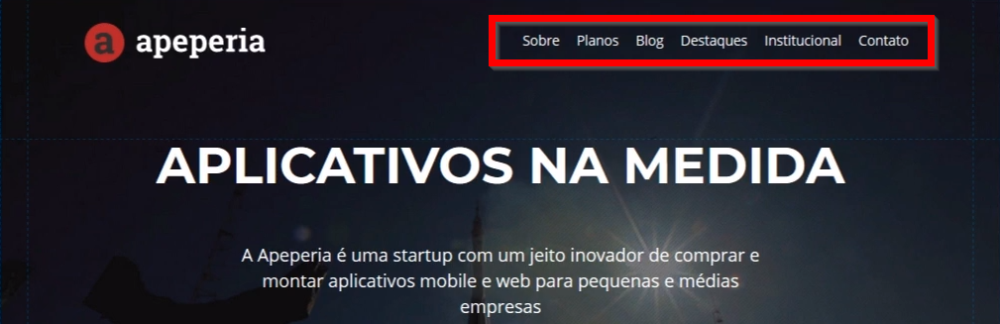 a apeperia
Sobre Planos Blog Destaques Institucional Contato
APLICATIVOS NA MEDIDA
A Apeperia é uma startup com um jeito inovador de comprar e
montar aplicativos mobile e web para pequenas e médias
empresas